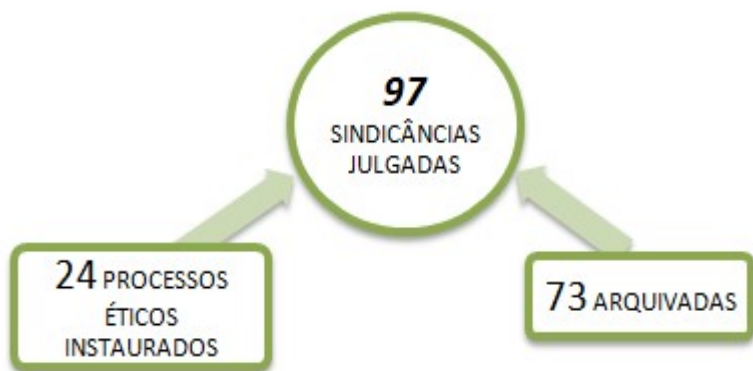 97
SINDICÂNCIAS
JULGADAS
24 PROCESSOS
ÉTICOS
INSTAURADOS
73 ARQUIVADAS